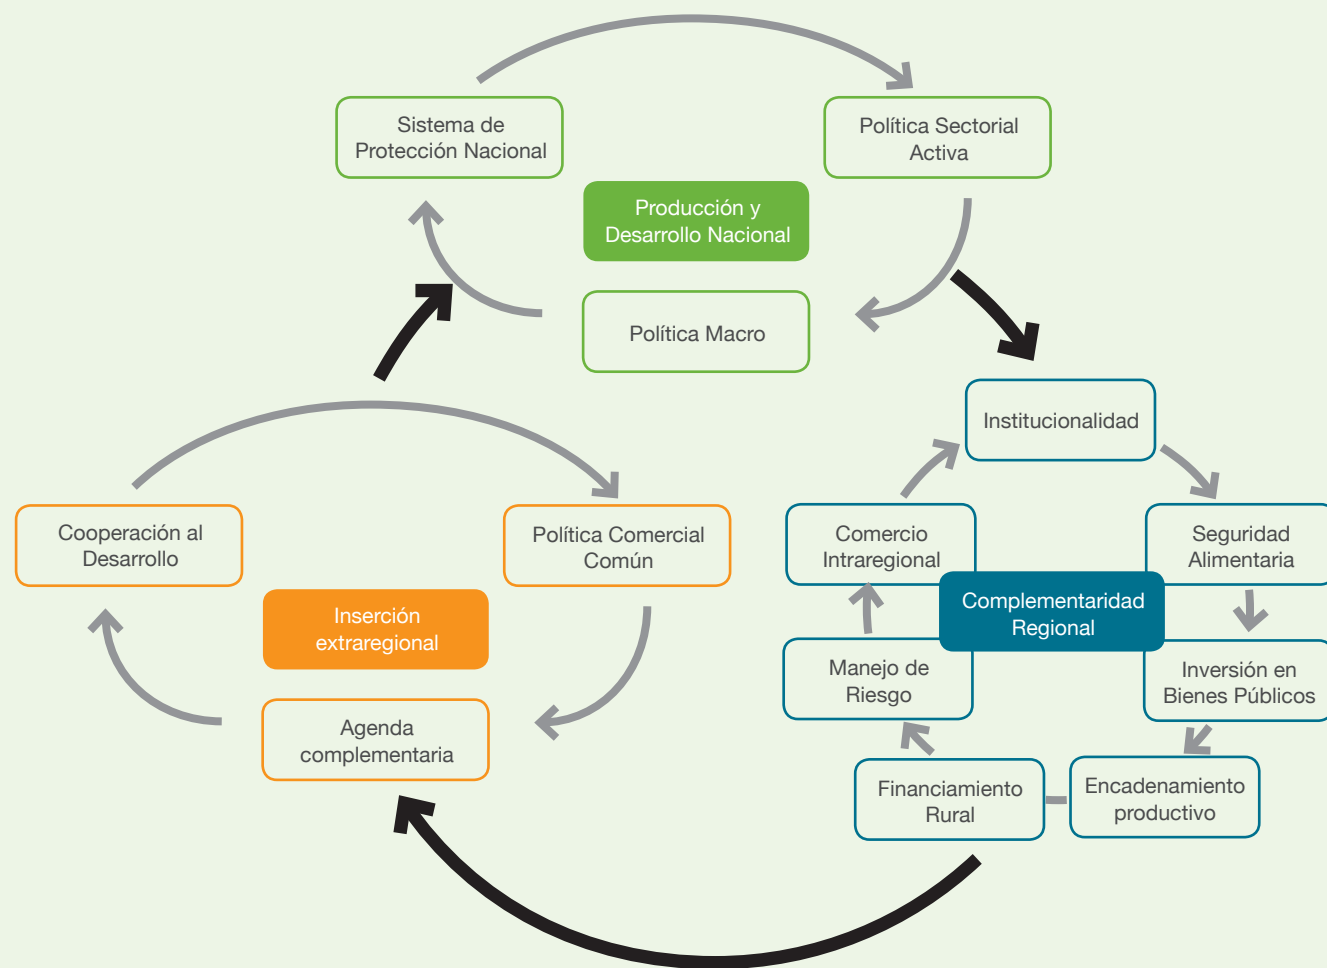 Sistema de
Protección Nacional
Política Sectorial
Activa
Producción y
Desarrollo Nacional
Política Macro
Institucionalidad
Cooperación al
Desarrollo
Política Comercial
Común
Inserción
extraregional
Agenda
complementaria
Comercio
Intraregional
Seguridad
Alimentaria
Complementaridad
Regional
Manejo de
Riesgo
Inversión en
Bienes Públicos
Financiamiento
Rural
Encadenamiento
productivo